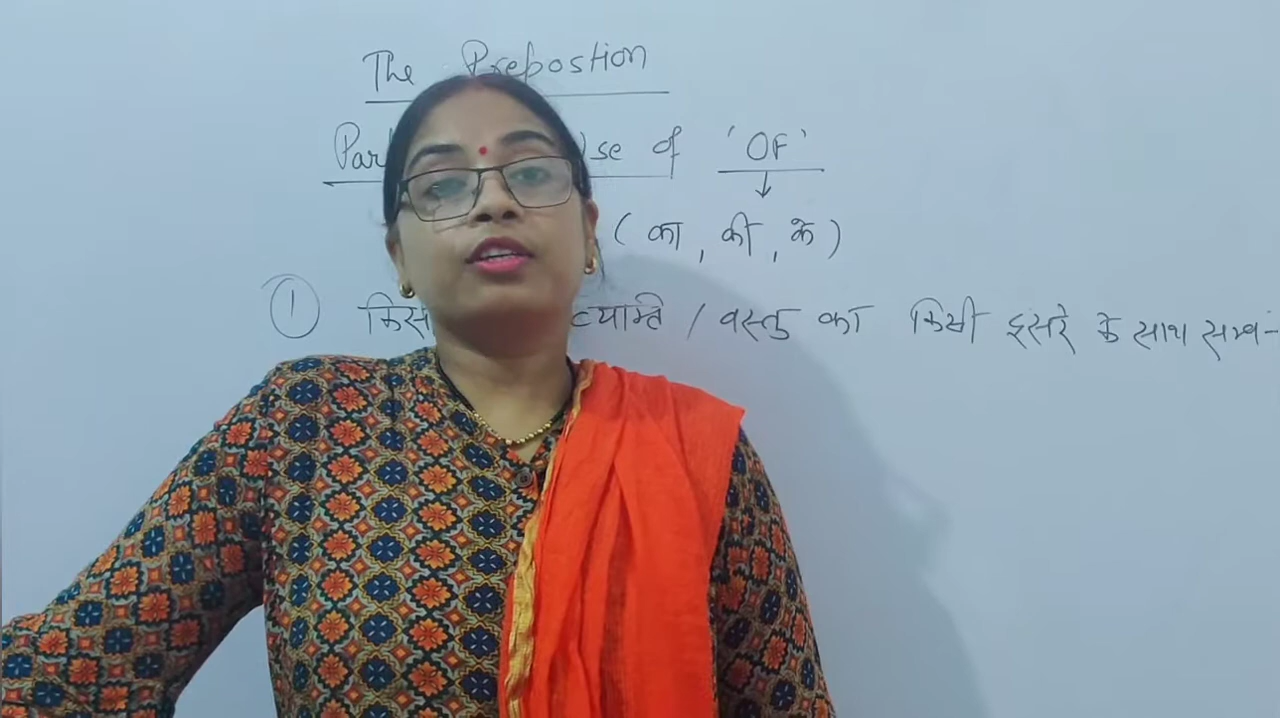 The Prepostion
Par se of 'OF'
(का, की, के)
① किस व्यक्ति / वस्तु का किसी दूसरे के साथ सम्बं-